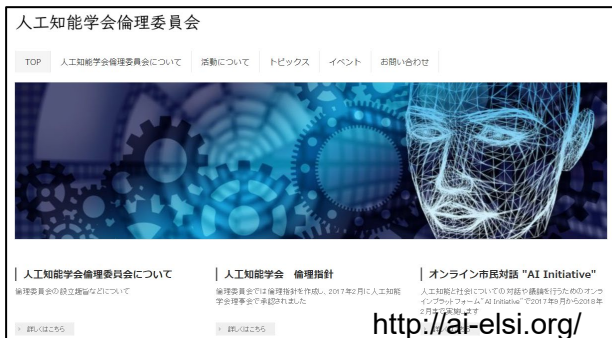 人工知能学会倫理委員会
TOP 人工知能学会倫理委員会について 活動について トピックス イベント お問い合わせ
人工知能学会倫理委員会について
倫理委員会の設立趣旨などについて
› 詳しくはこちら
人工知能学会 倫理指針
倫理委員会では倫理指針を作成し、2017年2月に人工知能
学会理事会で承認されました
› 詳しくはこちら
オンライン市民対話 "AI Initiative"
人工知能と社会についての対話や議論を行うためのオンラ
インプラットフォーム"AI Initiative"で2017年9月から2018年
2月まで実施します
http://ai-elsi.org/